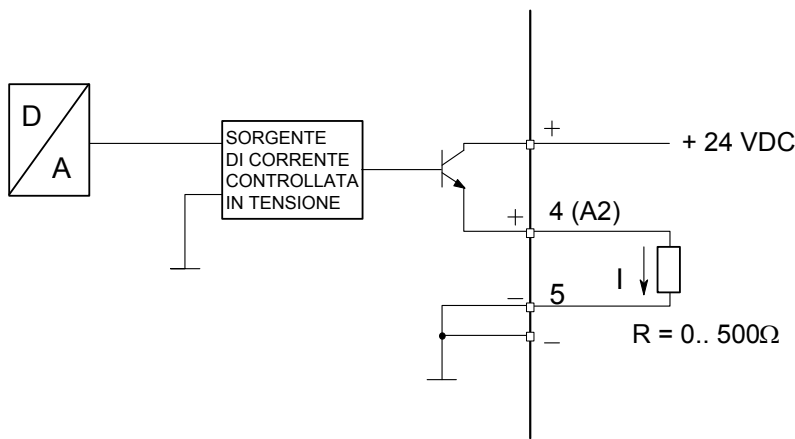 D
A
SORGENTE
DI CORRENTE
CONTROLLATA
IN TENSIONE
+
+ 24 VDC
+
4 (A2)
I
–
5
–
R = 0.. 500Ω